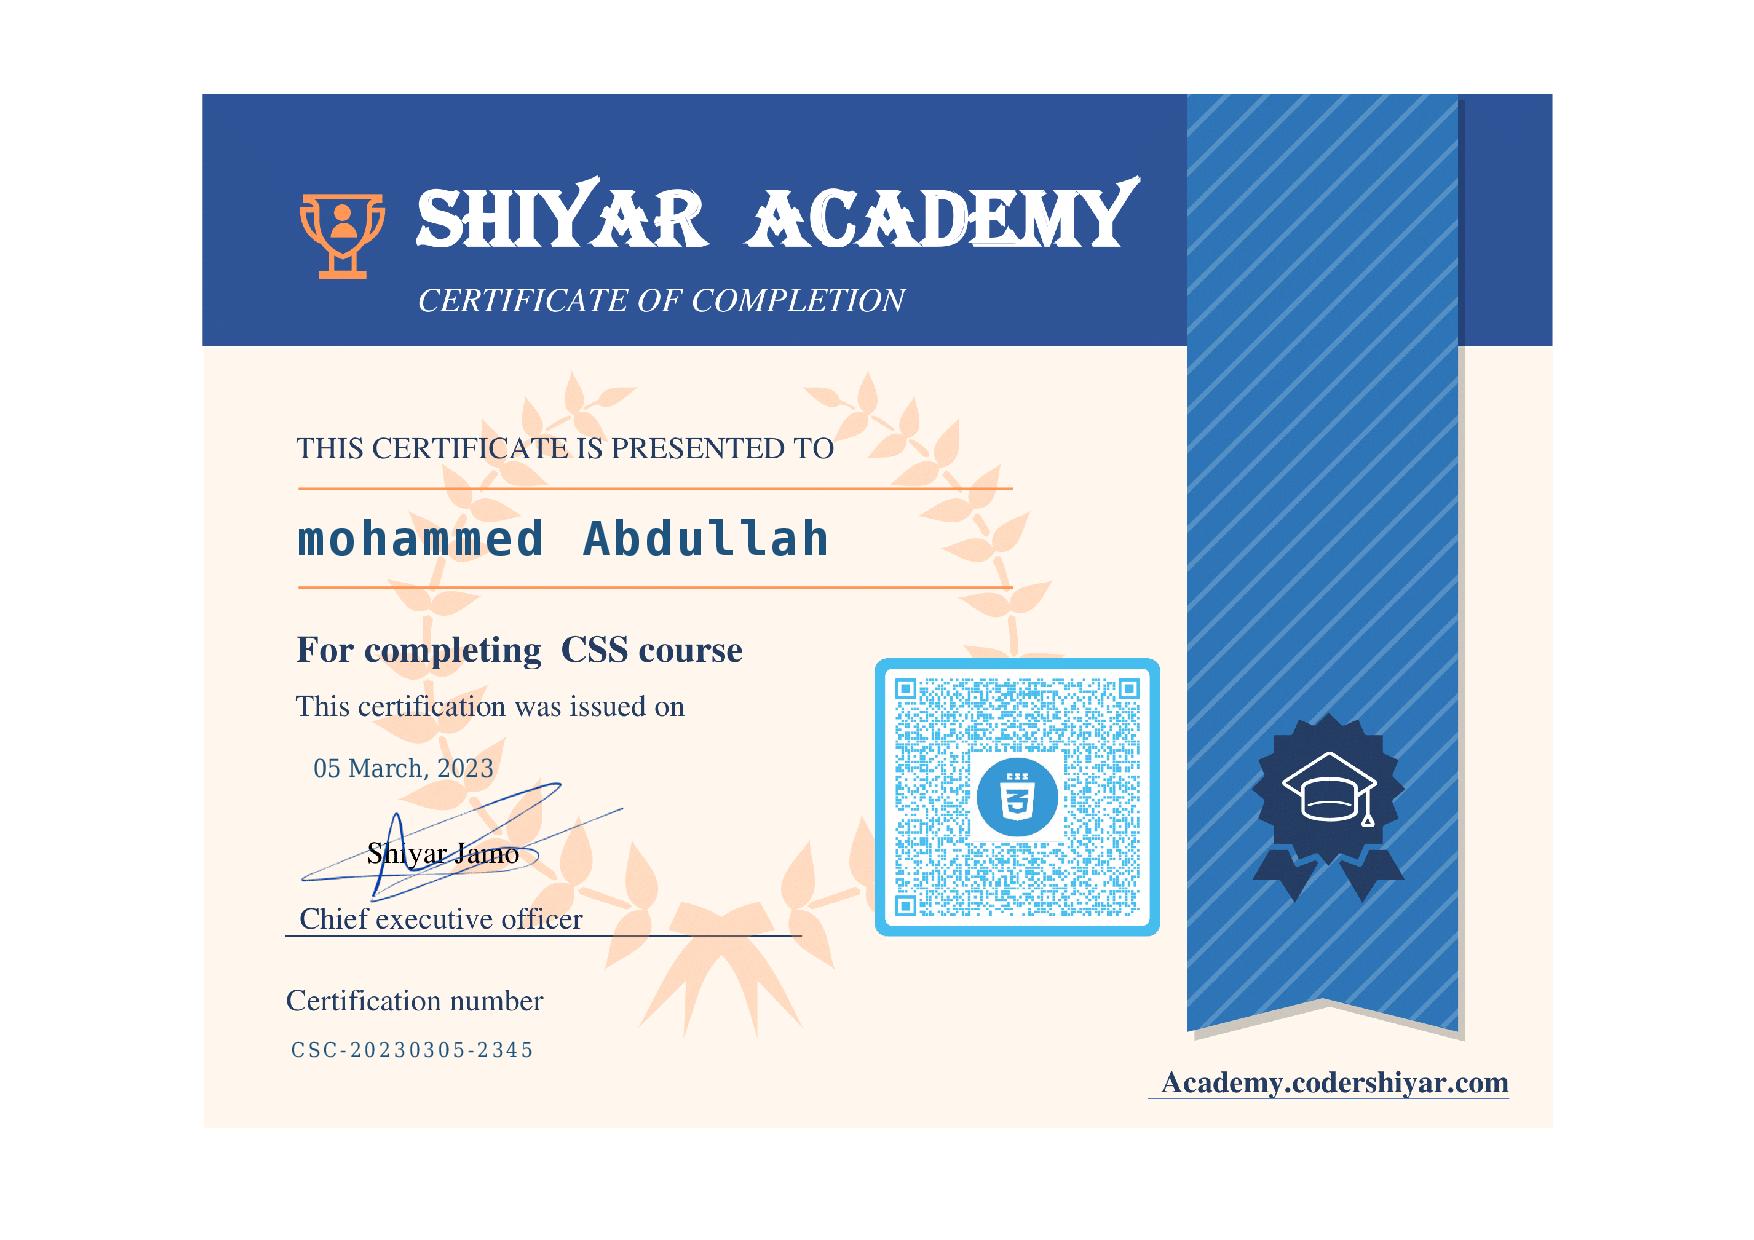 SHIYAR ACADEMY
CERTIFICATE OF COMPLETION
THIS CERTIFICATE IS PRESENTED TO
mohammed Abdullah
For completing CSS course
This certification was issued on
05 March, 2023
Shiyar Jamo
Chief executive officer
CSS
Certification number
CSC-20230305-2345
Academy.codershiyar.com